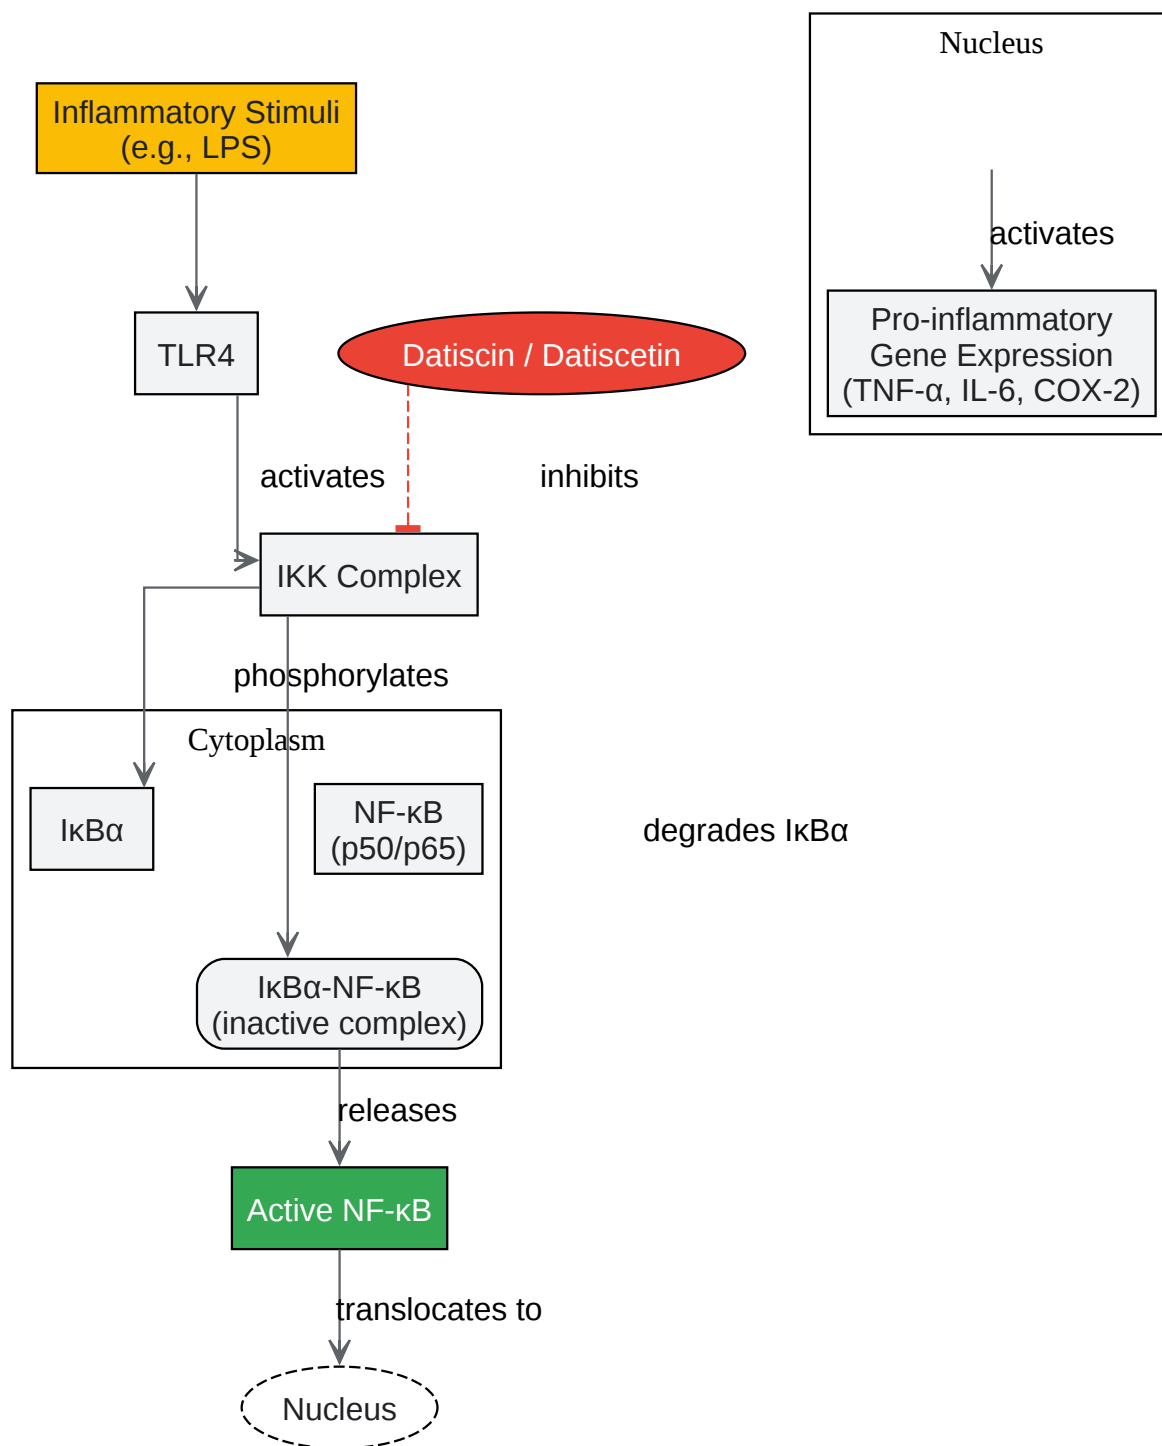 Nucleus
Inflammatory Stimuli
(e.g., LPS)
activates
TLR4
Datiscin / Datiscetin
Pro-inflammatory
Gene Expression
(TNF-α, IL-6, COX-2)
activates
inhibits
IKK Complex
phosphorylates
Cytoplasm
IκBα
NF-κB
(p50/p65)
degrades IκBα
IκBα-NF-κB
(inactive complex)
releases
Active NF-κB
translocates to
Nucleus